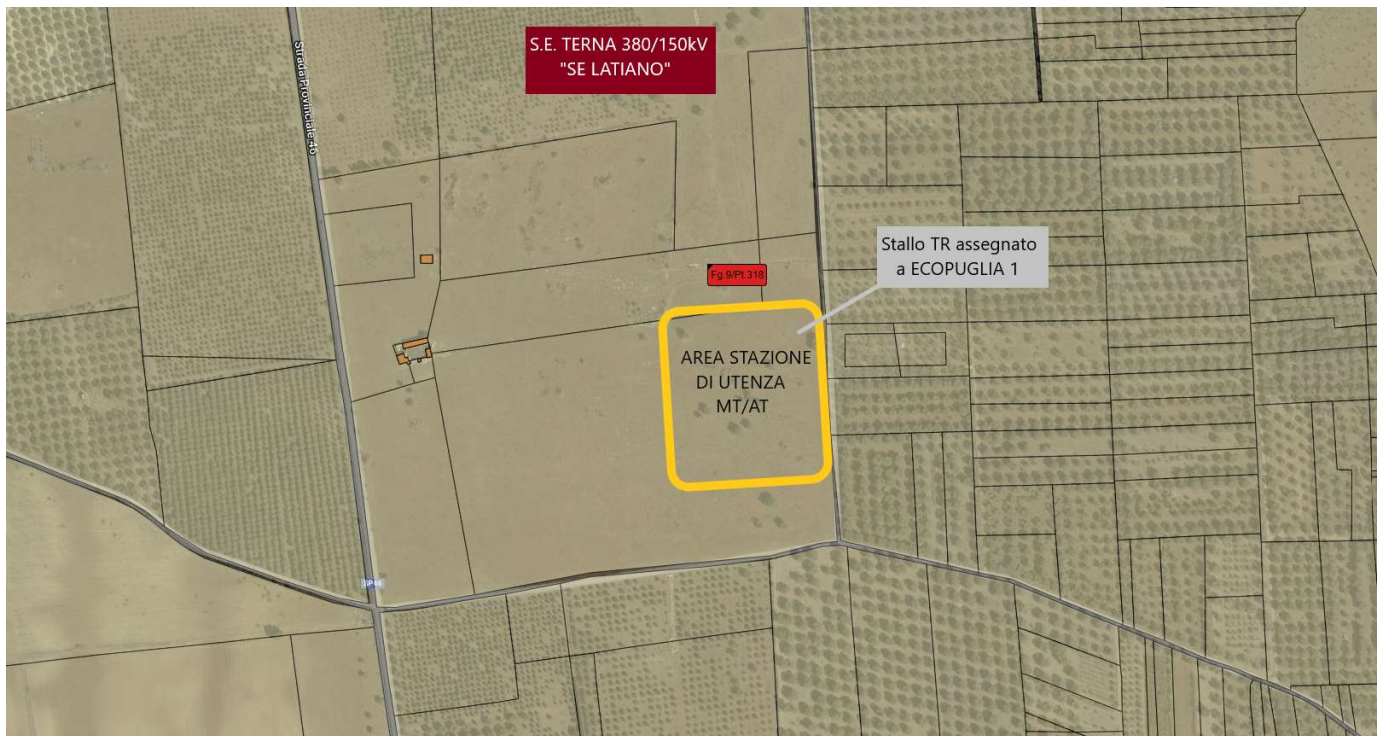 S.E. TERNA 380/150kV
"SE LATIANO"
Strada Provinciale 46
Stallo TR assegnato
a ECOPUGLIA 1
Fg.9/Pt.318
AREA STAZIONE
DI UTENZA
MT/AT
SP46